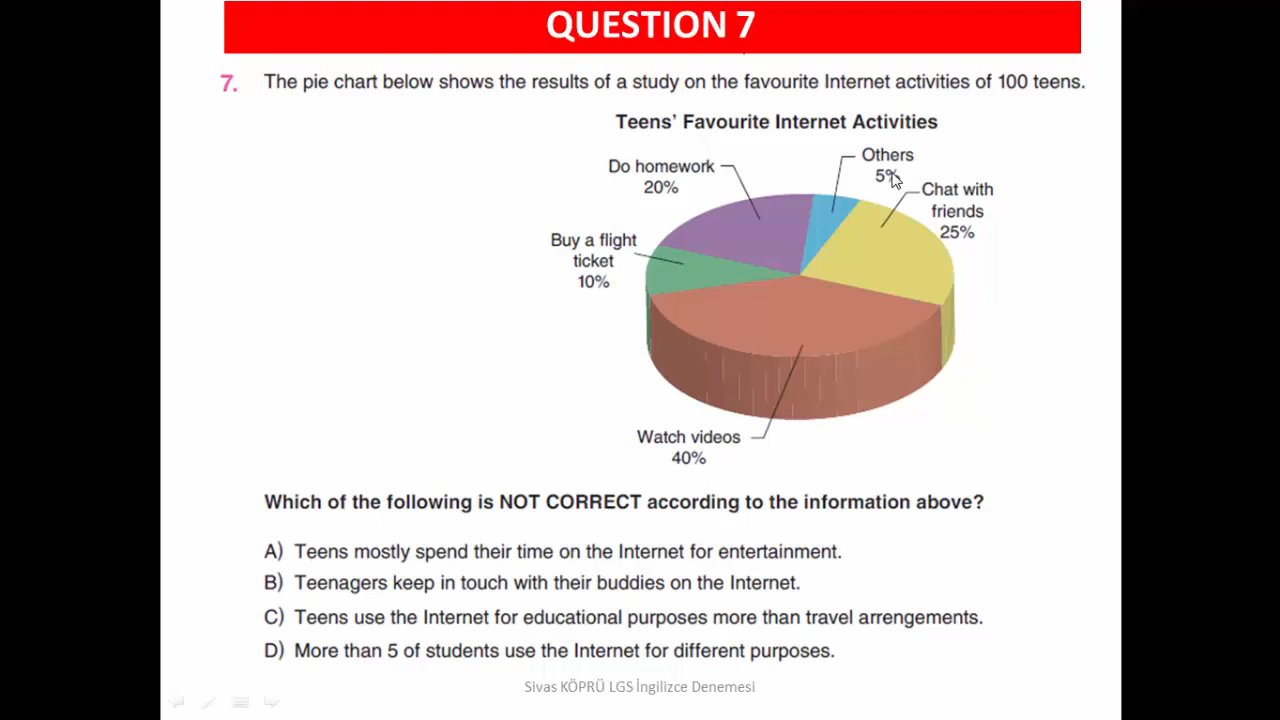 QUESTION 7
7. The pie chart below shows the results of a study on the favourite Internet activities of 100 teens.
Teens’ Favourite Internet Activities
Others
5%
Do homework
20%
Chat with
friends
25%
Buy a flight
ticket
10%
Watch videos
40%
Which of the following is NOT CORRECT according to the information above?
A) Teens mostly spend their time on the Internet for entertainment.
B) Teenagers keep in touch with their buddies on the Internet.
C) Teens use the Internet for educational purposes more than travel arrangements.
D) More than 5 of students use the Internet for different purposes.
Sivas KÖPRÜ LGS İngilizce Denemesi